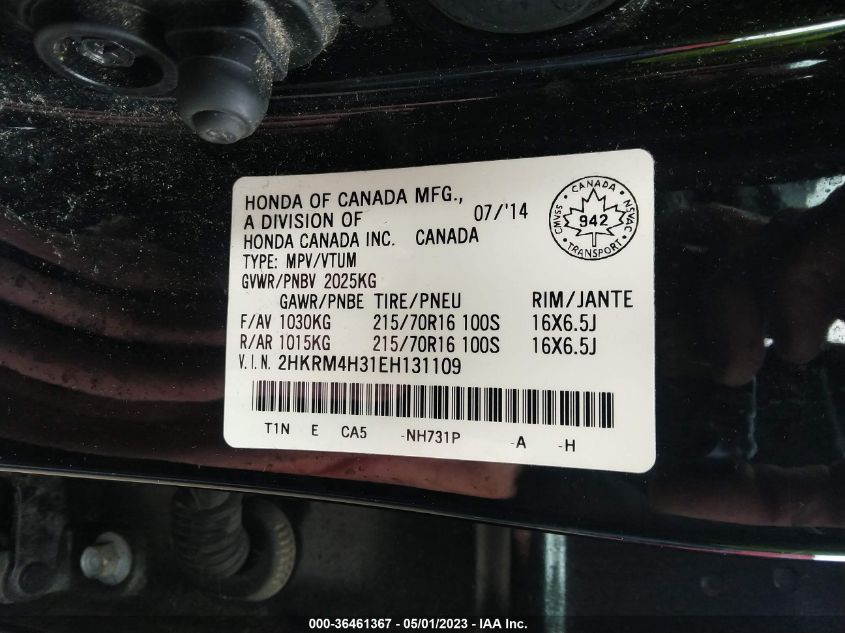 HONDA OF CANADA MFG.,
A DIVISION OF 07/'14
HONDA CANADA INC. CANADA
TYPE: MPV/VTUM
GVWR/PNBV 2025KG
GAWR/PNBE TIRE/PNEU RIM/JANTE
F/AV 1030KG 215/70R16 100S 16X6.5J
R/AR 1015KG 215/70R16 100S 16X6.5J
V.I.N. 2HKRM4H31EH131109
T1N E CA5 -NH731P -A -H
CANADA
CMVSS 942 NSVAC
TRANSPORT
000-36461367 - 05/01/2023 - IAA Inc.